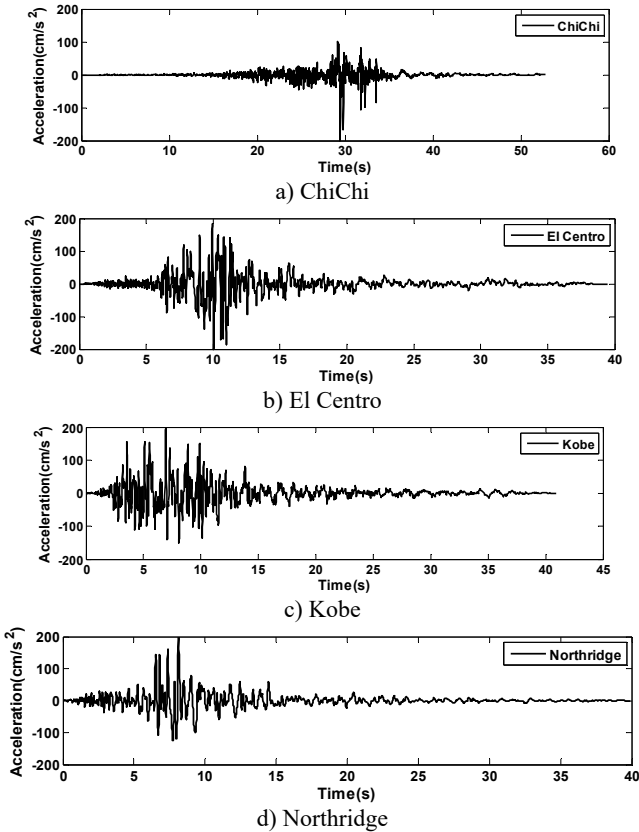 ChiChi
Acceleration(cm/s²)
200
100
0
-100
-200
0 10 20 30 40 50 60
Time(s)
a) ChiChi
El Centro
Acceleration(cm/s²)
200
100
0
-100
-200
0 5 10 15 20 25 30 35 40
Time(s)
b) El Centro
Kobe
Acceleration(cm/s²)
200
100
0
-100
-200
0 5 10 15 20 25 30 35 40 45
Time(s)
c) Kobe
Northridge
Acceleration(cm/s²)
200
100
0
-100
-200
0 5 10 15 20 25 30 35 40
Time(s)
d) Northridge